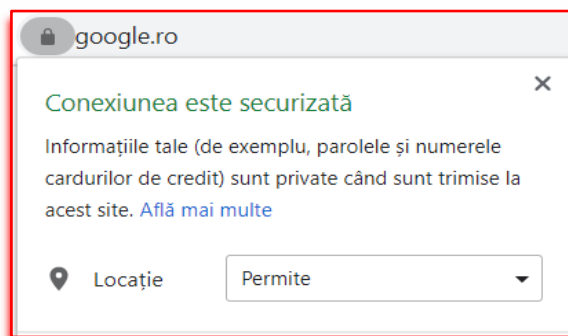 google.ro
Conexiunea este securizată
Informațiile tale (de exemplu, parolele și numerele
cardurilor de credit) sunt private când sunt trimise la
acest site. Află mai multe
Locație Permite